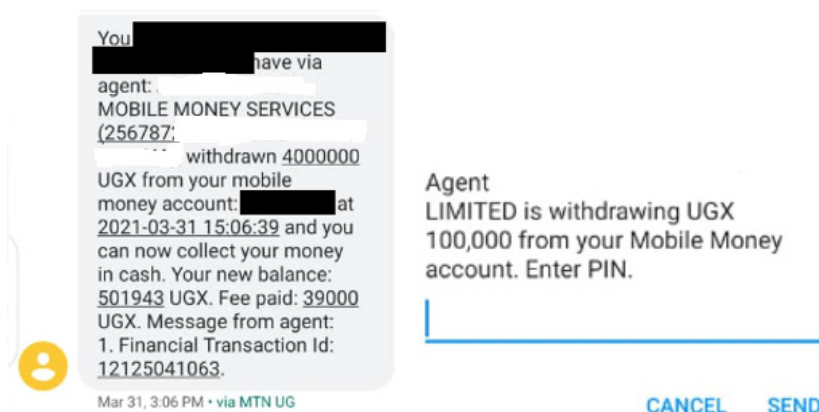 You
have via
agent:
MOBILE MONEY SERVICES
(256787
withdrawn 4000000
UGX from your mobile
money account: at
2021-03-31 15:06:39 and you
can now collect your money
in cash. Your new balance:
501943 UGX. Fee paid: 39000
UGX. Message from agent:
1. Financial Transaction Id:
12125041063.
Mar 31, 3:06 PM • via MTN UG
Agent
LIMITED is withdrawing UGX
100,000 from your Mobile Money
account. Enter PIN.
CANCEL SEND